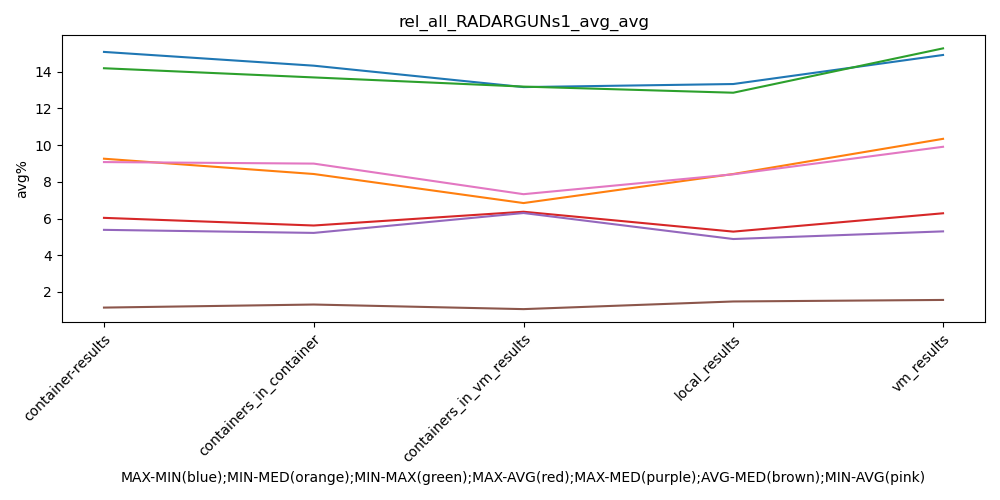 rel_all_RADARGUNs1_avg_avg
avg%
14
12
10
8
6
4
2
container-results
containers_in_container
containers_in_vm_results
local_results
vm_results
MAX-MIN(blue);MIN-MED(orange);MIN-MAX(green);MAX-AVG(red);MAX-MED(purple);AVG-MED(brown);MIN-AVG(pink)